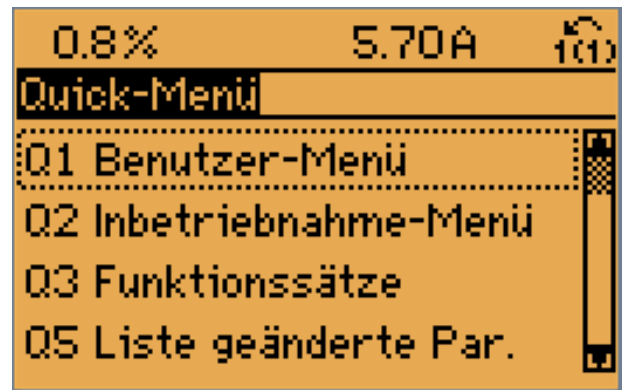 0.8% 5.70A 1(1)
Quick-Menü
Q1 Benutzer-Menü
Q2 Inbetriebnahme-Menü
Q3 Funktionssätze
Q5 Liste geänderte Par.